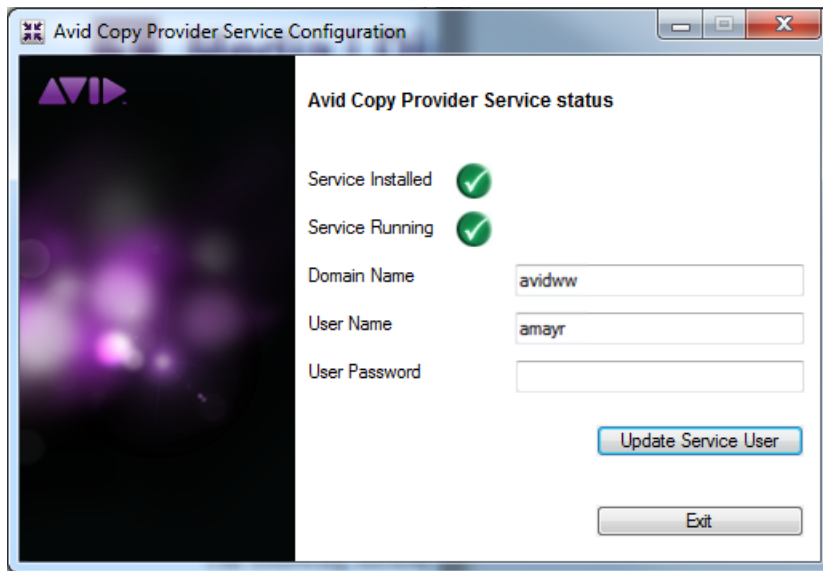 Avid Copy Provider Service Configuration
AVID
Avid Copy Provider Service status
Service Installed
Service Running
Domain Name
avidww
User Name
amayr
User Password
Update Service User
Exit